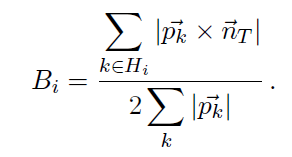 $$B_i = \frac{\sum_{k \in H_i} |\vec{p_k} \times \vec{n}_T|}{2 \sum_k |\vec{p_k}|} \, .$$